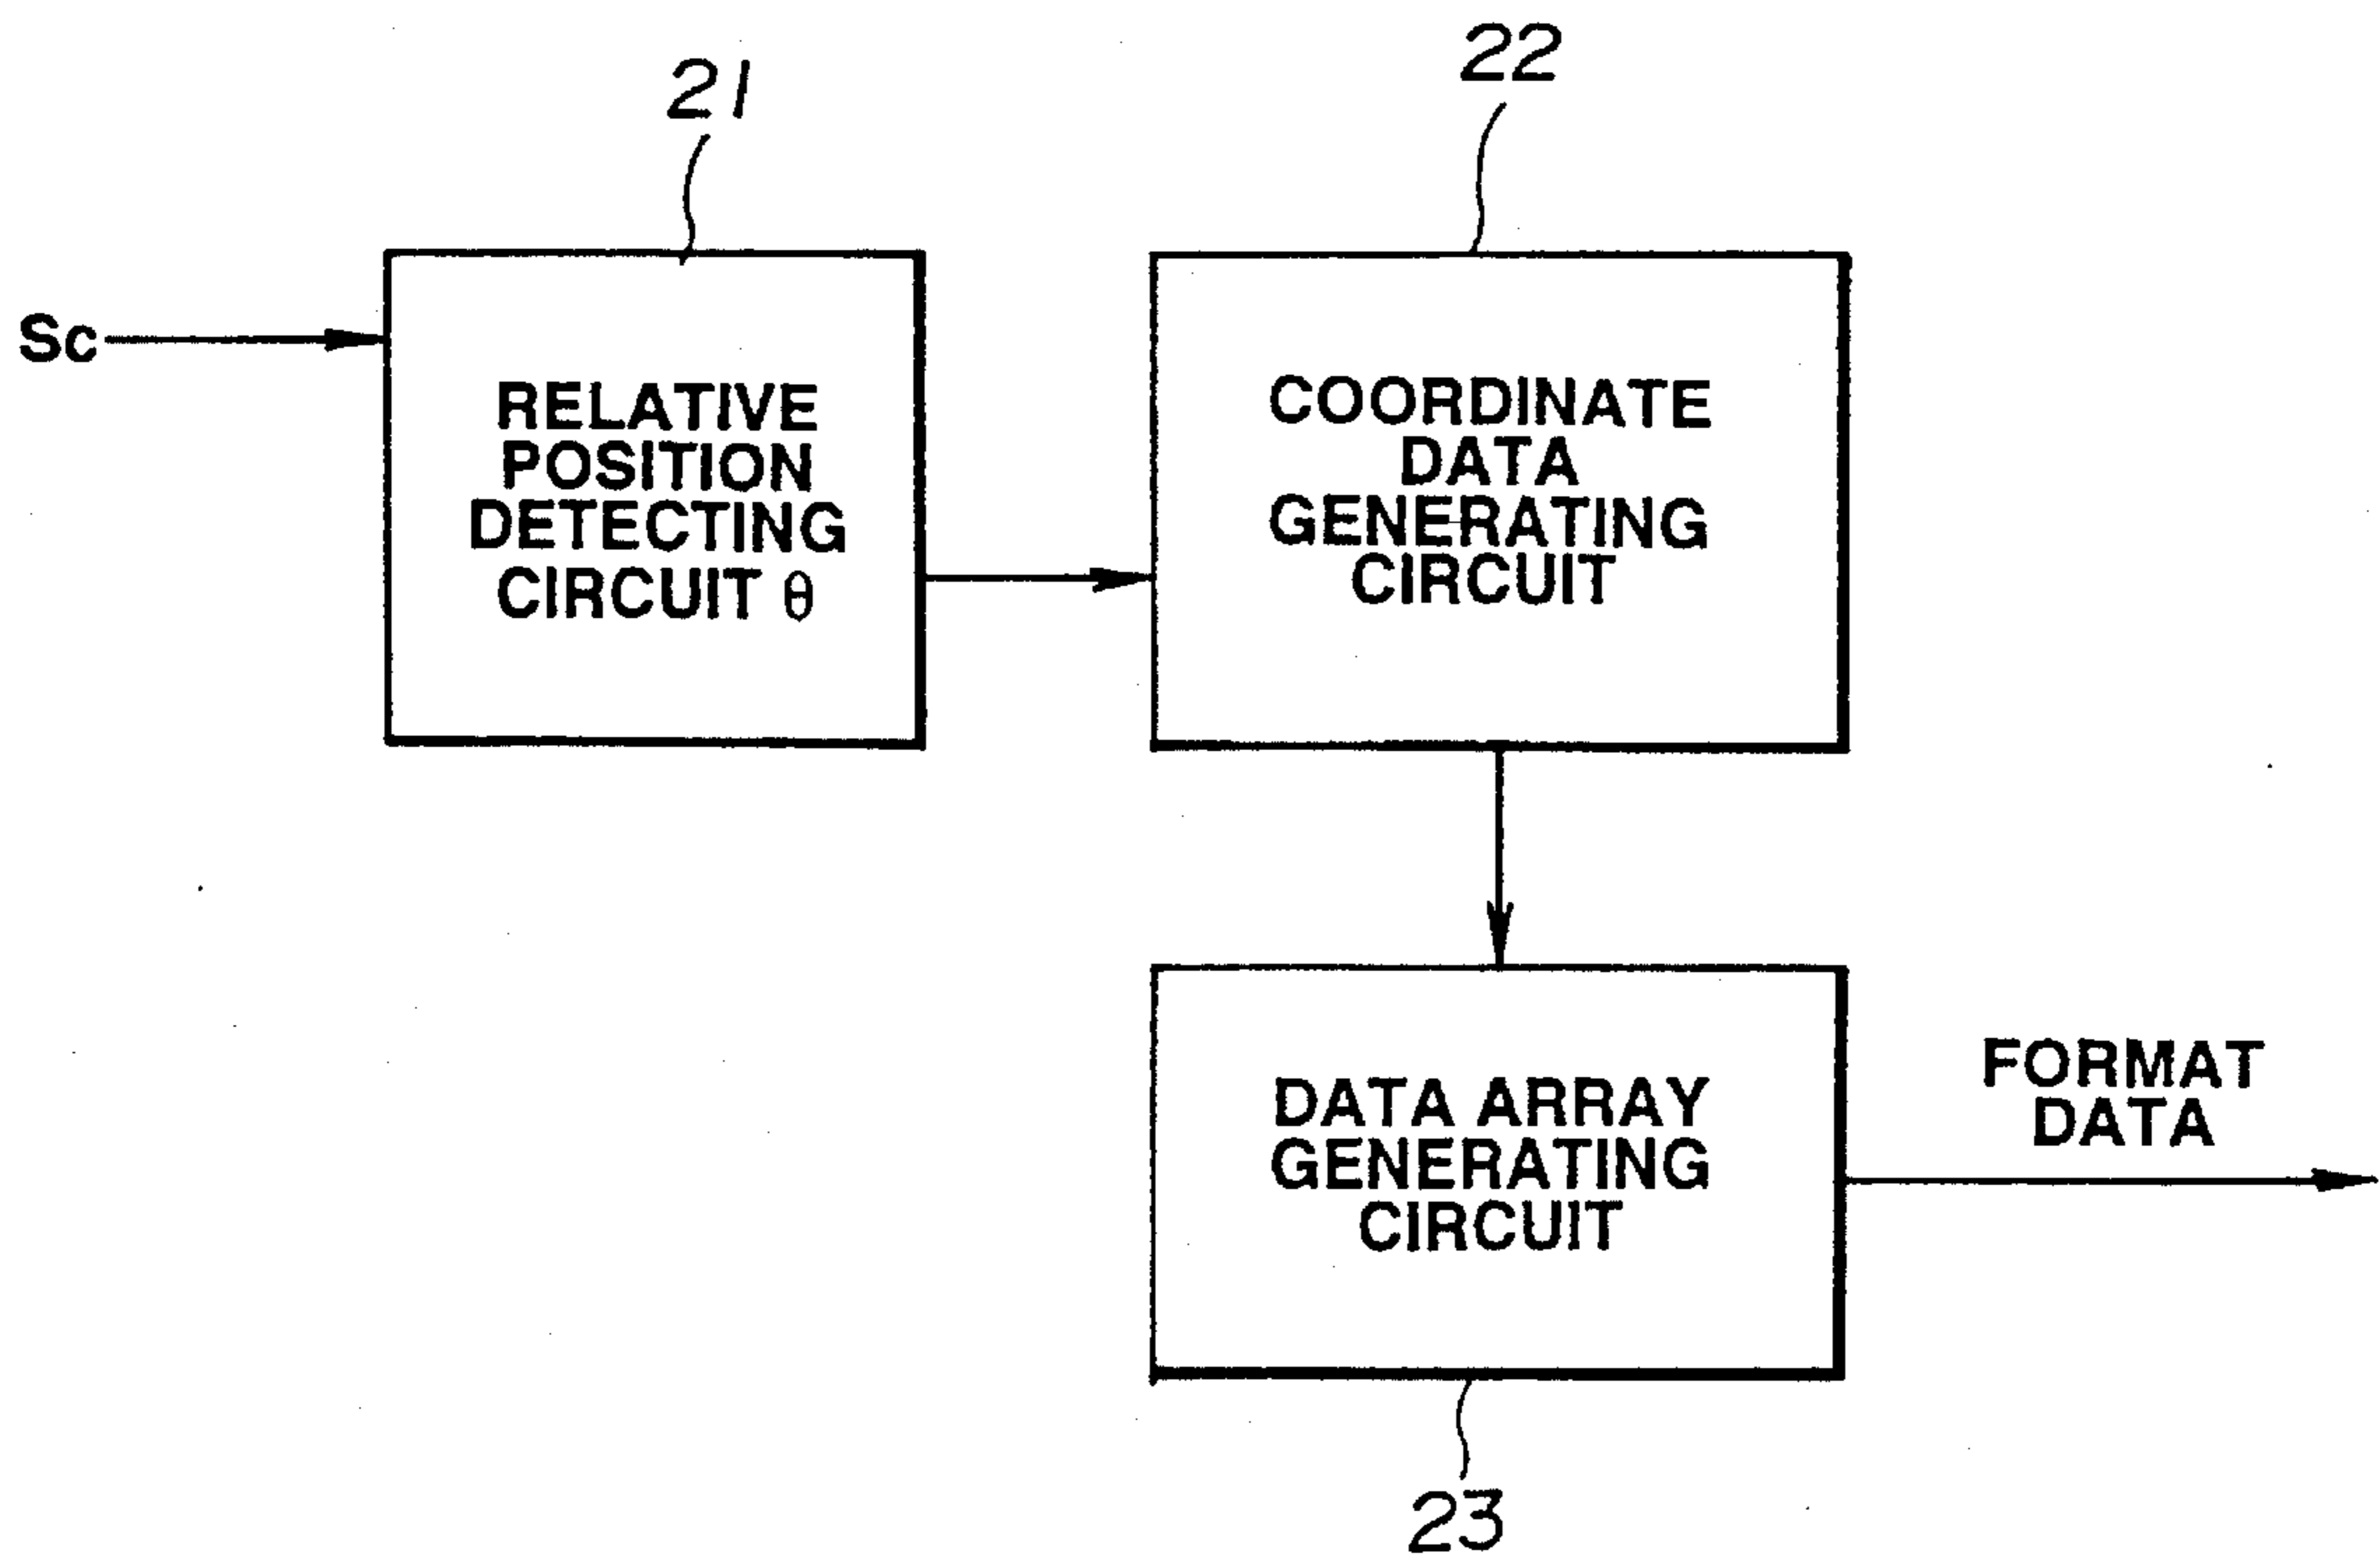 21
22
Sc
RELATIVE
POSITION
DETECTING
CIRCUIT θ
COORDINATE
DATA
GENERATING
CIRCUIT
DATA ARRAY
GENERATING
CIRCUIT
FORMAT
DATA
23